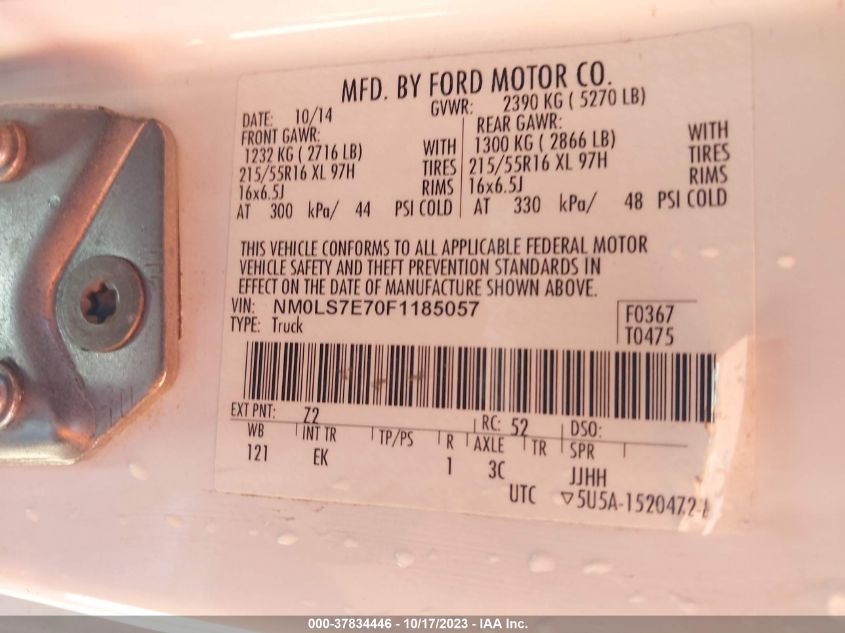 MFD. BY FORD MOTOR CO.
DATE: 10/14 GVWR: 2390 KG ( 5270 LB)
FRONT GAWR: REAR GAWR:
1232 KG ( 2716 LB) WITH 1300 KG ( 2866 LB) WITH
215/55R16 XL 97H TIRES 215/55R16 XL 97H TIRES
16x6.5J RIMS 16x6.5J RIMS
AT 300 kPa/ 44 PSI COLD AT 330 kPa/ 48 PSI COLD
THIS VEHICLE CONFORMS TO ALL APPLICABLE FEDERAL MOTOR
VEHICLE SAFETY AND THEFT PREVENTION STANDARDS IN
EFFECT ON THE DATE OF MANUFACTURE SHOWN ABOVE.
VIN: NM0LS7E70F1185057 F0367
TYPE: Truck T0475
EXT PNT: Z2 RC: 52 DSO:
WB INT TR TP/PS R AXLE TR SPR
121 EK 1 3C JJHH
UTC ▽5U5A-1520472-
000-37834446 - 10/17/2023 - IAA Inc.